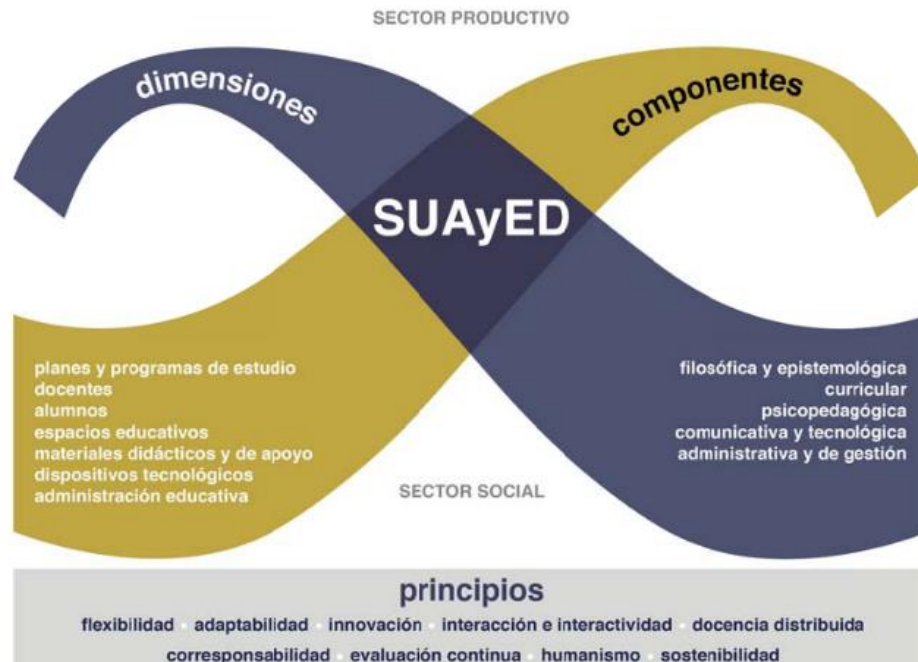 SECTOR PRODUCTIVO
dimensiones
componentes
SUAyED
planes y programas de estudio
docentes
alumnos
espacios educativos
materiales didácticos y de apoyo
dispositivos tecnológicos
administración educativa
filosófica y epistemológica
curricular
psicopedagógica
comunicativa y tecnológica
administrativa y de gestión
SECTOR SOCIAL
principios
flexibilidad • adaptabilidad • innovación • interacción e interactividad • docencia distribuida
corresponsabilidad • evaluación continua • humanismo • sostenibilidad